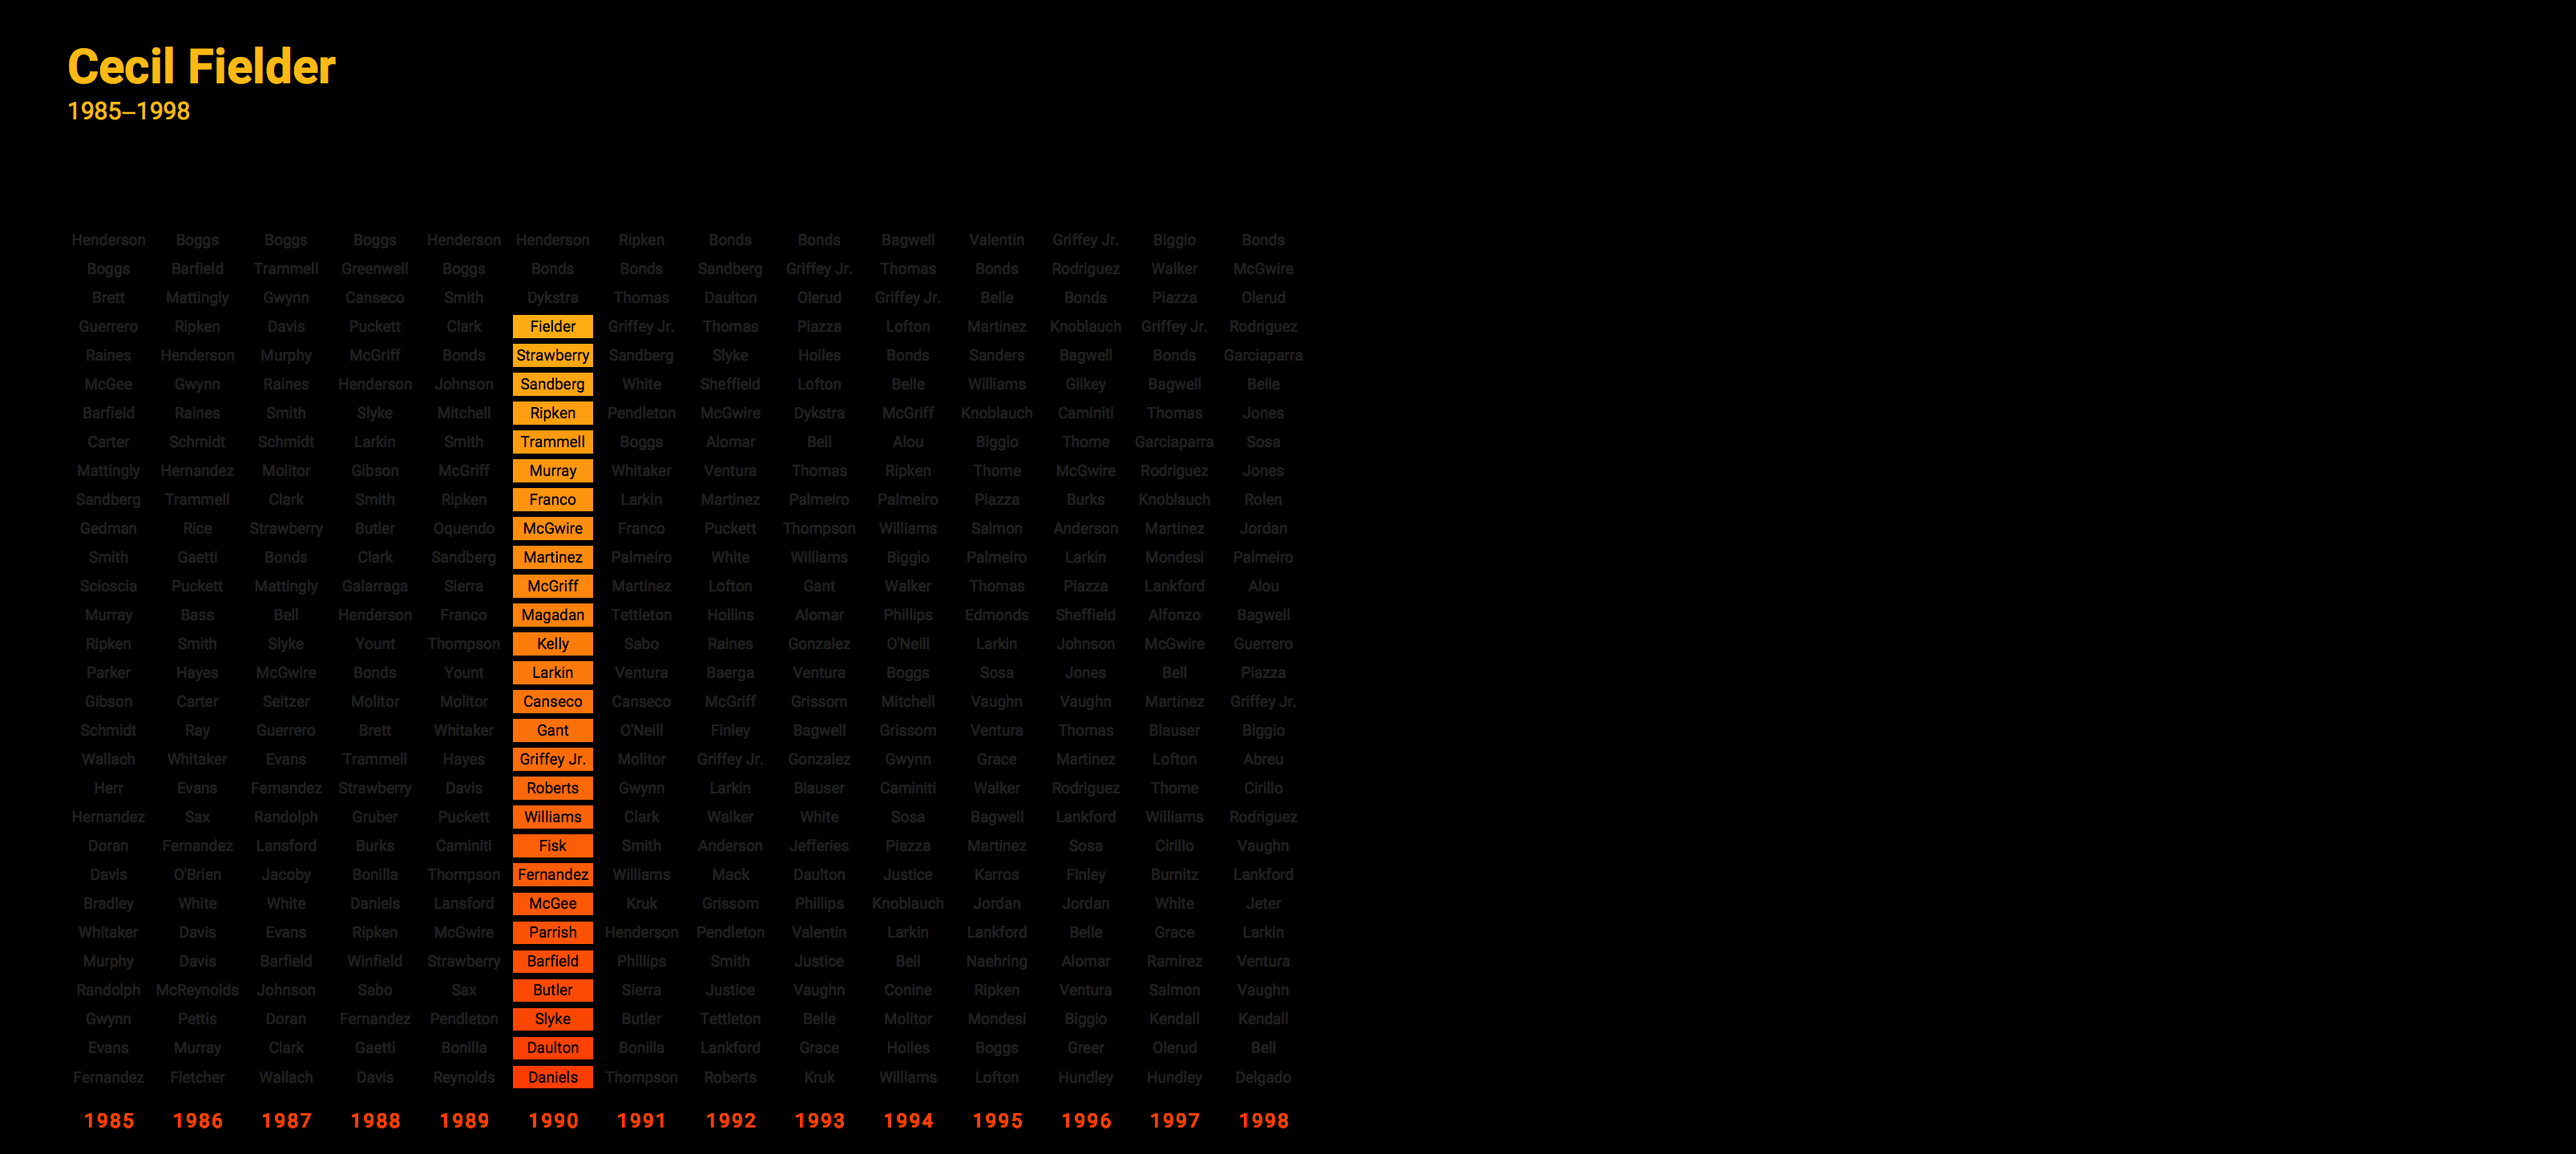 Cecil Fielder
1985–1998
Henderson Boggs Boggs Boggs Henderson Henderson Ripken Bonds Bonds Bagwell Valentin Griffey Jr. Biggio Bonds
Boggs Barfield Trammell Greenwell Boggs Bonds Bonds Sandberg Griffey Jr. Thomas Bonds Rodriguez Walker McGwire
Brett Mattingly Gwynn Canseco Smith Dykstra Thomas Daulton Olerud Griffey Jr. Belle Bonds Piazza Olerud
Guerrero Ripken Davis Puckett Clark Fielder Griffey Jr. Thomas Piazza Lofton Martinez Knoblauch Griffey Jr. Rodriguez
Raines Henderson Murphy McGriff Bonds Strawberry Sandberg Slyke Hoiles Bonds Sanders Bagwell Bonds Garciaparra
McGee Gwynn Raines Henderson Johnson Sandberg White Sheffield Lofton Belle Williams Gilkey Bagwell Belle
Barfield Raines Smith Slyke Mitchell Ripken Pendleton McGwire Dykstra McGriff Knoblauch Caminiti Thomas Jones
Carter Schmidt Schmidt Larkin Smith Trammell Boggs Alomar Bell Alou Biggio Thome Garciaparra Sosa
Mattingly Hernandez Molitor Gibson McGriff Murray Whitaker Ventura Thomas Ripken Thome McGwire Rodriguez Jones
Sandberg Trammell Clark Smith Ripken Franco Larkin Martinez Palmeiro Palmeiro Piazza Burks Knoblauch Rolen
Gedman Rice Strawberry Butler Oquendo McGwire Franco Puckett Thompson Williams Salmon Anderson Martinez Jordan
Smith Gaetti Bonds Clark Sandberg Martinez Palmeiro White Williams Biggio Palmeiro Larkin Mondesi Palmeiro
Scioscia Puckett Mattingly Galarraga Sierra McGriff Martinez Lofton Gant Walker Thomas Piazza Lankford Alou
Murray Bass Bell Henderson Franco Magadan Tettleton Hollins Alomar Phillips Edmonds Sheffield Alfonzo Bagwell
Ripken Smith Slyke Yount Thompson Kelly Sabo Raines Gonzalez O'Neill Larkin Johnson McGwire Guerrero
Parker Hayes McGwire Bonds Yount Larkin Ventura Baerga Ventura Boggs Sosa Jones Bell Piazza
Gibson Carter Seitzer Molitor Molitor Canseco Canseco McGriff Grissom Mitchell Vaughn Vaughn Martinez Griffey Jr.
Schmidt Ray Guerrero Brett Whitaker Gant O'Neill Finley Bagwell Grissom Ventura Thomas Blauser Biggio
Wallach Whitaker Evans Trammell Hayes Griffey Jr. Molitor Griffey Jr. Gonzalez Gwynn Grace Martinez Lofton Abreu
Herr Evans Fernandez Strawberry Davis Roberts Gwynn Larkin Blauser Caminiti Walker Rodriguez Thome Cirillo
Hernandez Sax Randolph Gruber Puckett Williams Clark Walker White Sosa Bagwell Lankford Williams Rodriguez
Doran Fernandez Lansford Burks Caminiti Fisk Smith Anderson Jefferies Piazza Martinez Sosa Cirillo Vaughn
Davis O'Brien Jacoby Bonilla Thompson Fernandez Williams Mack Daulton Justice Karros Finley Burnitz Lankford
Bradley White White Daniels Lansford McGee Kruk Grissom Phillips Knoblauch Jordan Jordan White Jeter
Whitaker Davis Evans Ripken McGwire Parrish Henderson Pendleton Valentin Larkin Lankford Belle Grace Larkin
Murphy Davis Barfield Winfield Strawberry Barfield Phillips Smith Justice Bell Naehring Alomar Ramirez Ventura
Randolph McReynolds Johnson Sabo Sax Butler Sierra Justice Vaughn Conine Ripken Ventura Salmon Vaughn
Gwynn Pettis Doran Fernandez Pendleton Slyke Butler Tettleton Belle Molitor Mondesi Biggio Kendall Kendall
Evans Murray Clark Gaetti Bonilla Daulton Bonilla Lankford Grace Hoiles Boggs Greer Olerud Bell
Fernandez Fletcher Wallach Davis Reynolds Daniels Thompson Roberts Kruk Williams Lofton Hundley Hundley Delgado
1985 1986 1987 1988 1989 1990 1991 1992 1993 1994 1995 1996 1997 1998